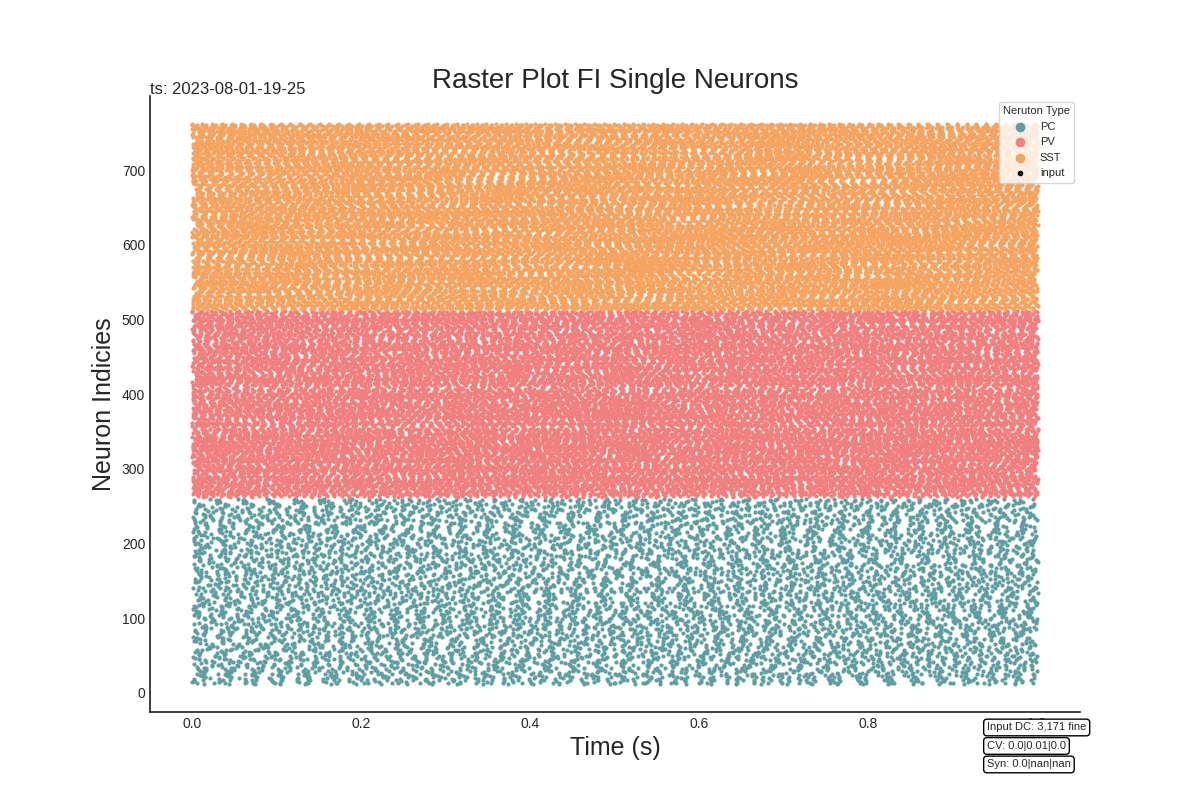 Raster Plot FI Single Neurons
ts: 2023-08-01-19-25
Neruton Type
PC
PV
SST
input
Neuron Indicies
700
600
500
400
300
200
100
0
0.0
0.2
0.4
0.6
0.8
Time (s)
Input DC: 3,171 fine
CV: 0.0|0.01|0.0
Syn: 0.0|nan|nan